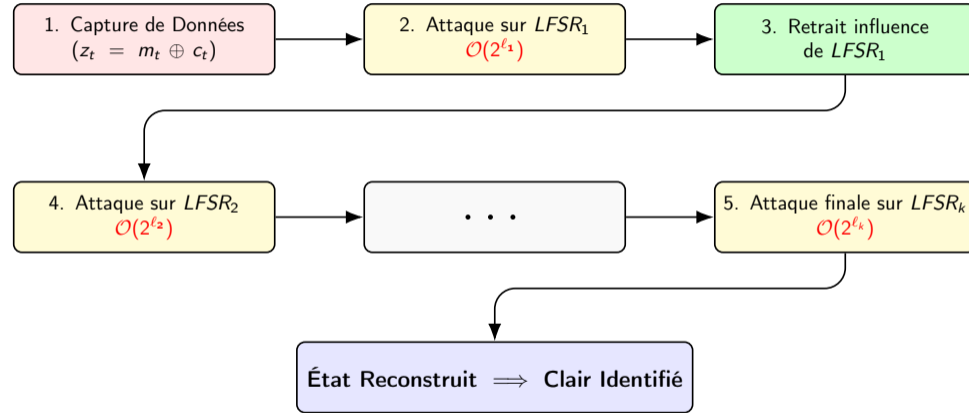 1. Capture de Données
(z_t = m_t ⊕ c_t)
2. Attaque sur LFSR₁
𝒪(2^{ℓ₁})
3. Retrait influence
de LFSR₁
4. Attaque sur LFSR₂
𝒪(2^{ℓ₂})
• • •
5. Attaque finale sur LFSR_k
𝒪(2^{ℓ_k})
État Reconstruit ⟹ Clair Identifié